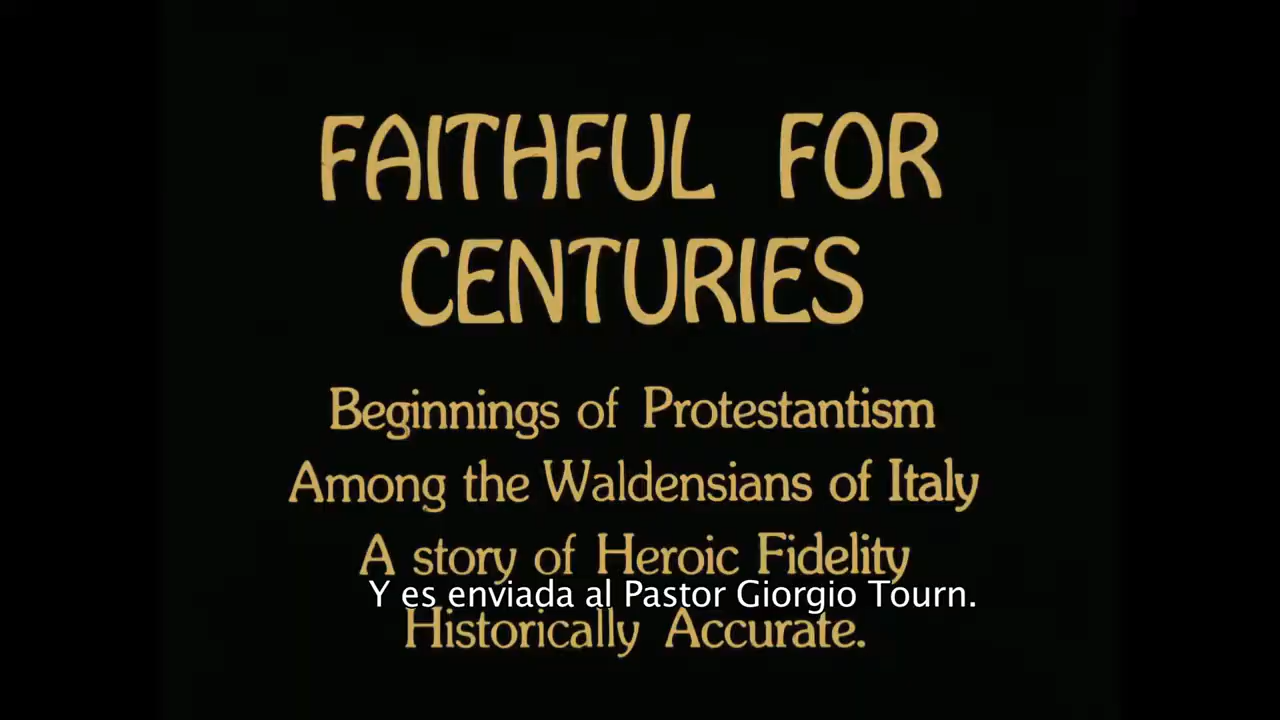 FAITHFUL FOR
CENTURIES
Beginnings of Protestantism
Among the Waldensians of Italy
A story of Heroic Fidelity
Y es enviada al Pastor Giorgio Tourn.
Historically Accurate.